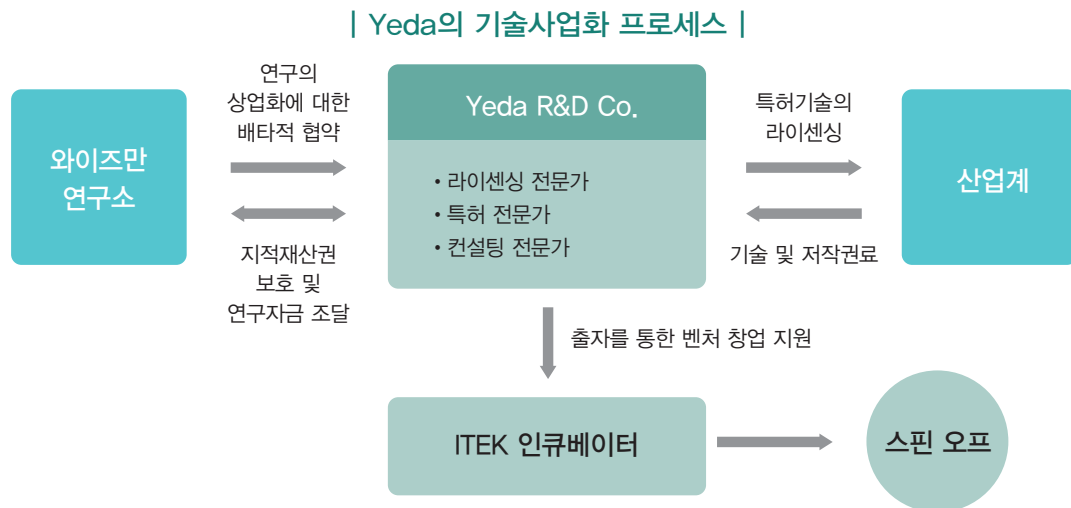 | Yeda의 기술사업화 프로세스 |
와이즈만
연구소
연구의
상업화에 대한
배타적 협약
지적재산권
보호 및
연구자금 조달
Yeda R&D Co.
• 라이센싱 전문가
• 특허 전문가
• 컨설팅 전문가
특허기술의
라이센싱
기술 및 저작권료
산업계
출자를 통한 벤처 창업 지원
ITEK 인큐베이터
스핀 오프